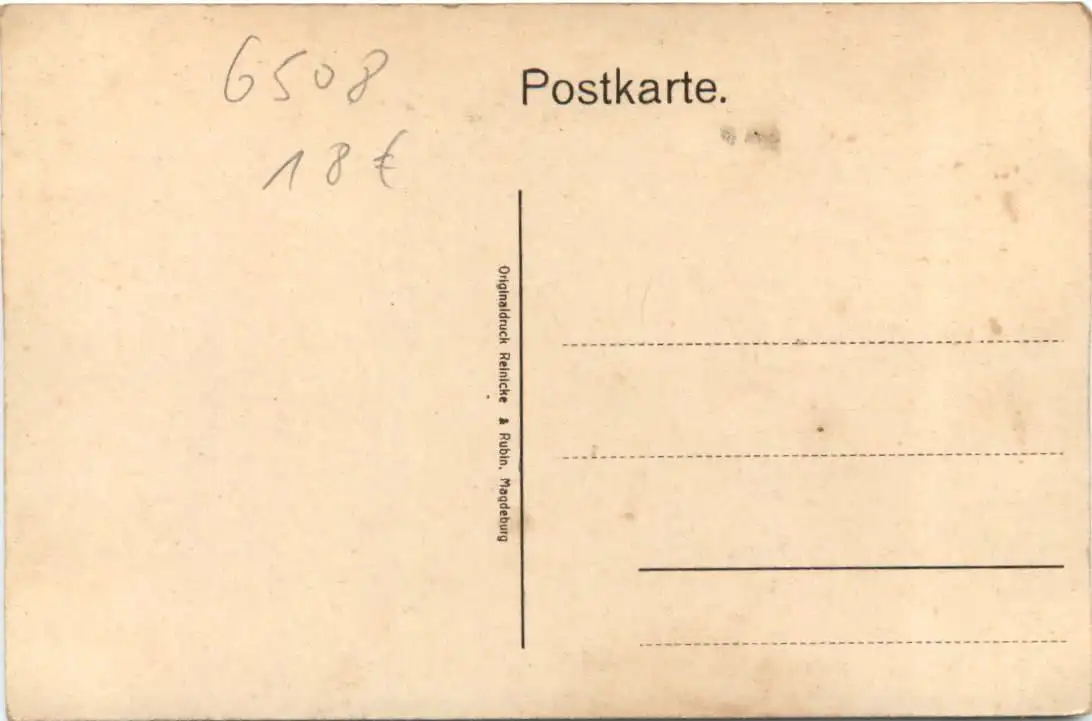 6508
18 €
Postkarte.
Originaldruck Reinicke & Rubin, Magdeburg